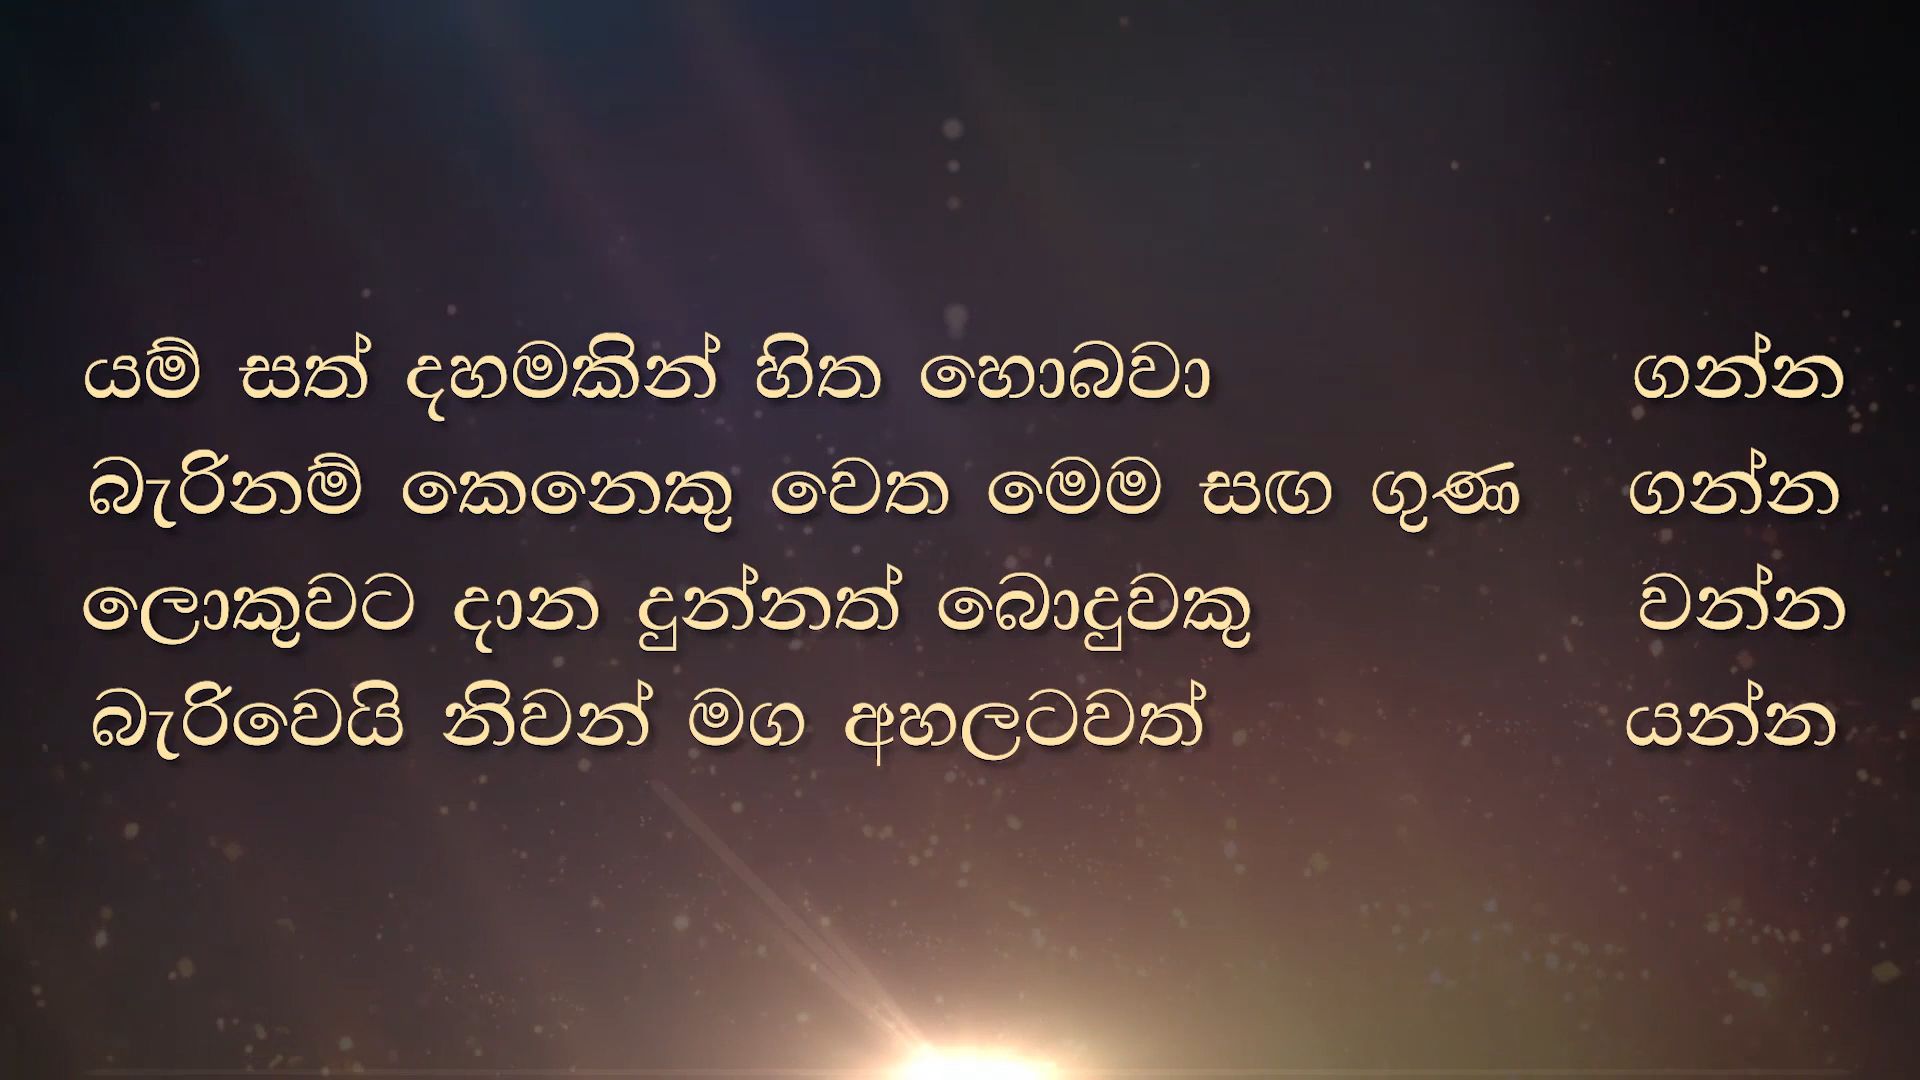 යම් සත් දහමකින් හිත හොබවා ගන්න
බැරිනම් කෙනෙකු වෙත මෙම සඟ ගුණ ගන්න
ලොකුවට දාන දුන්නත් බොදුවකු වන්න
බැරිවෙයි නිවන් මග අහලටවත් යන්න